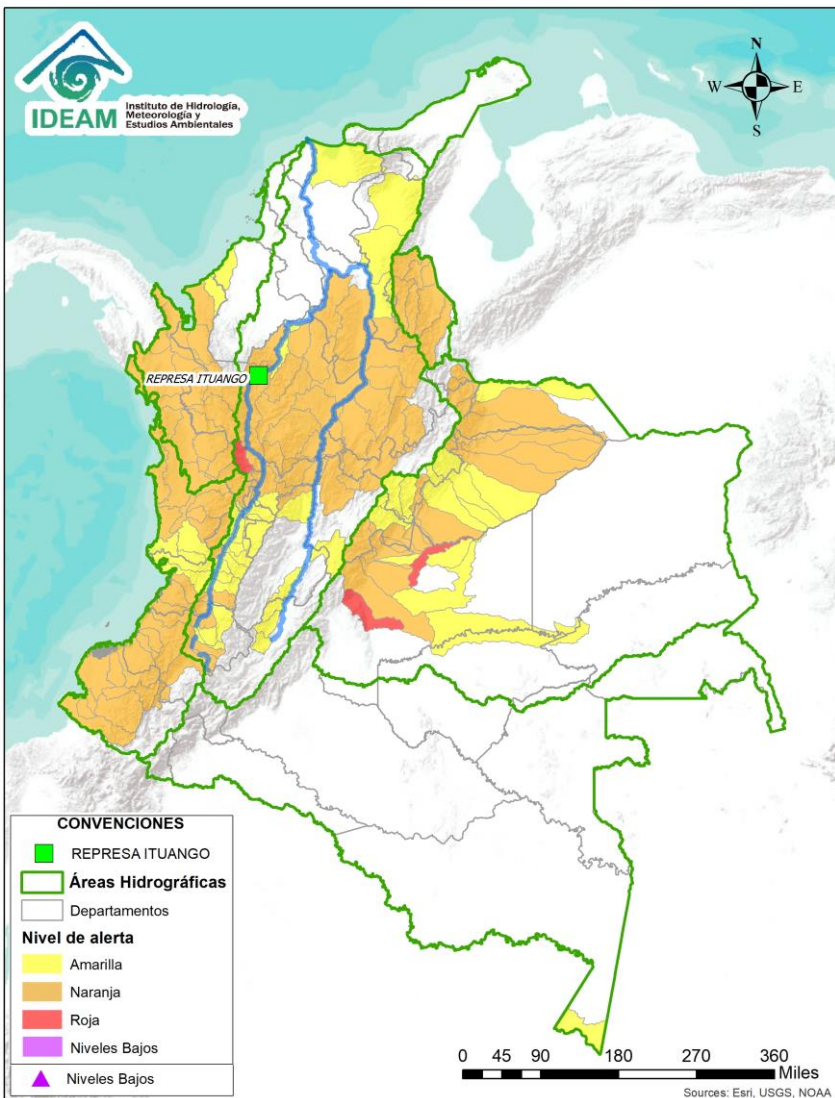 IDEAM
Instituto de Hidrología,
Meteorología y
Estudios Ambientales
N
W
E
S
REPRESA ITUANGO
CONVENCIONES
REPRESA ITUANGO
Áreas Hidrográficas
Departamentos
Nivel de alerta
Amarilla
Naranja
Roja
Niveles Bajos
Niveles Bajos
0 45 90 180 270 360
Miles
Sources: Esri, USGS, NOAA